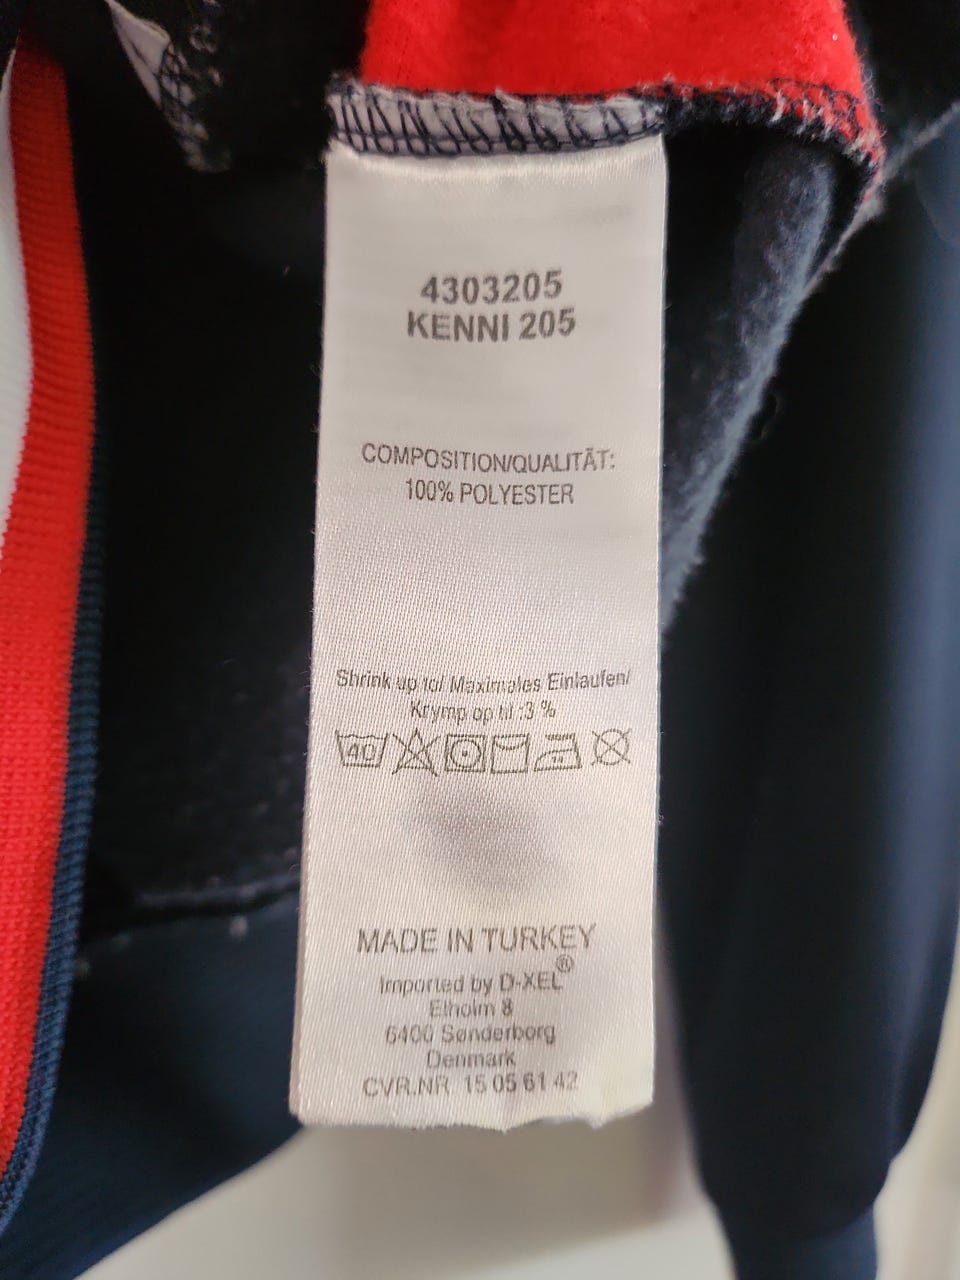 4303205
KENNI 205
COMPOSITION/QUALITÄT:
100% POLYESTER
Shrink up to/ Maximales Einlaufen/
Krymp op til :3 %
40
MADE IN TURKEY
Imported by D-XEL®
Elholm 8
6400 Sønderborg
Denmark
CVR.NR 15 05 61 42